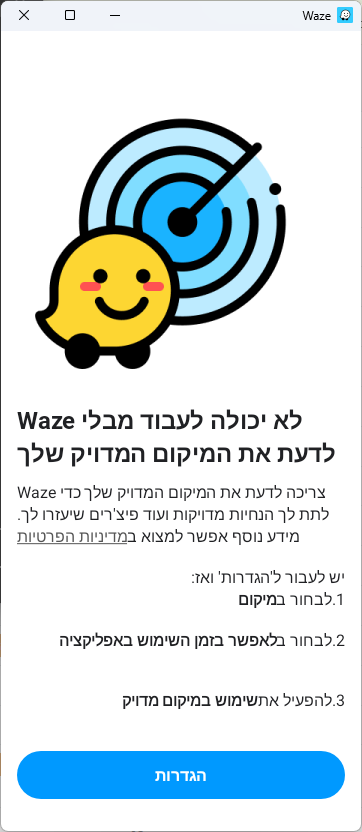 Waze
Waze לא יכולה לעבוד מבלי
לדעת את המיקום המדויק שלך
Waze צריכה לדעת את המיקום המדויק שלך כדי
לתת לך הנחיות מדויקות ועוד פיצ'רים שיעזרו לך.
מידע נוסף אפשר למצוא במדיניות הפרטיות
יש לעבור ל'הגדרות' ואז:
1.לבחור במיקום
2.לבחור בלאפשר בזמן השימוש באפליקציה
3.להפעיל את שימוש במיקום מדויק
הגדרות